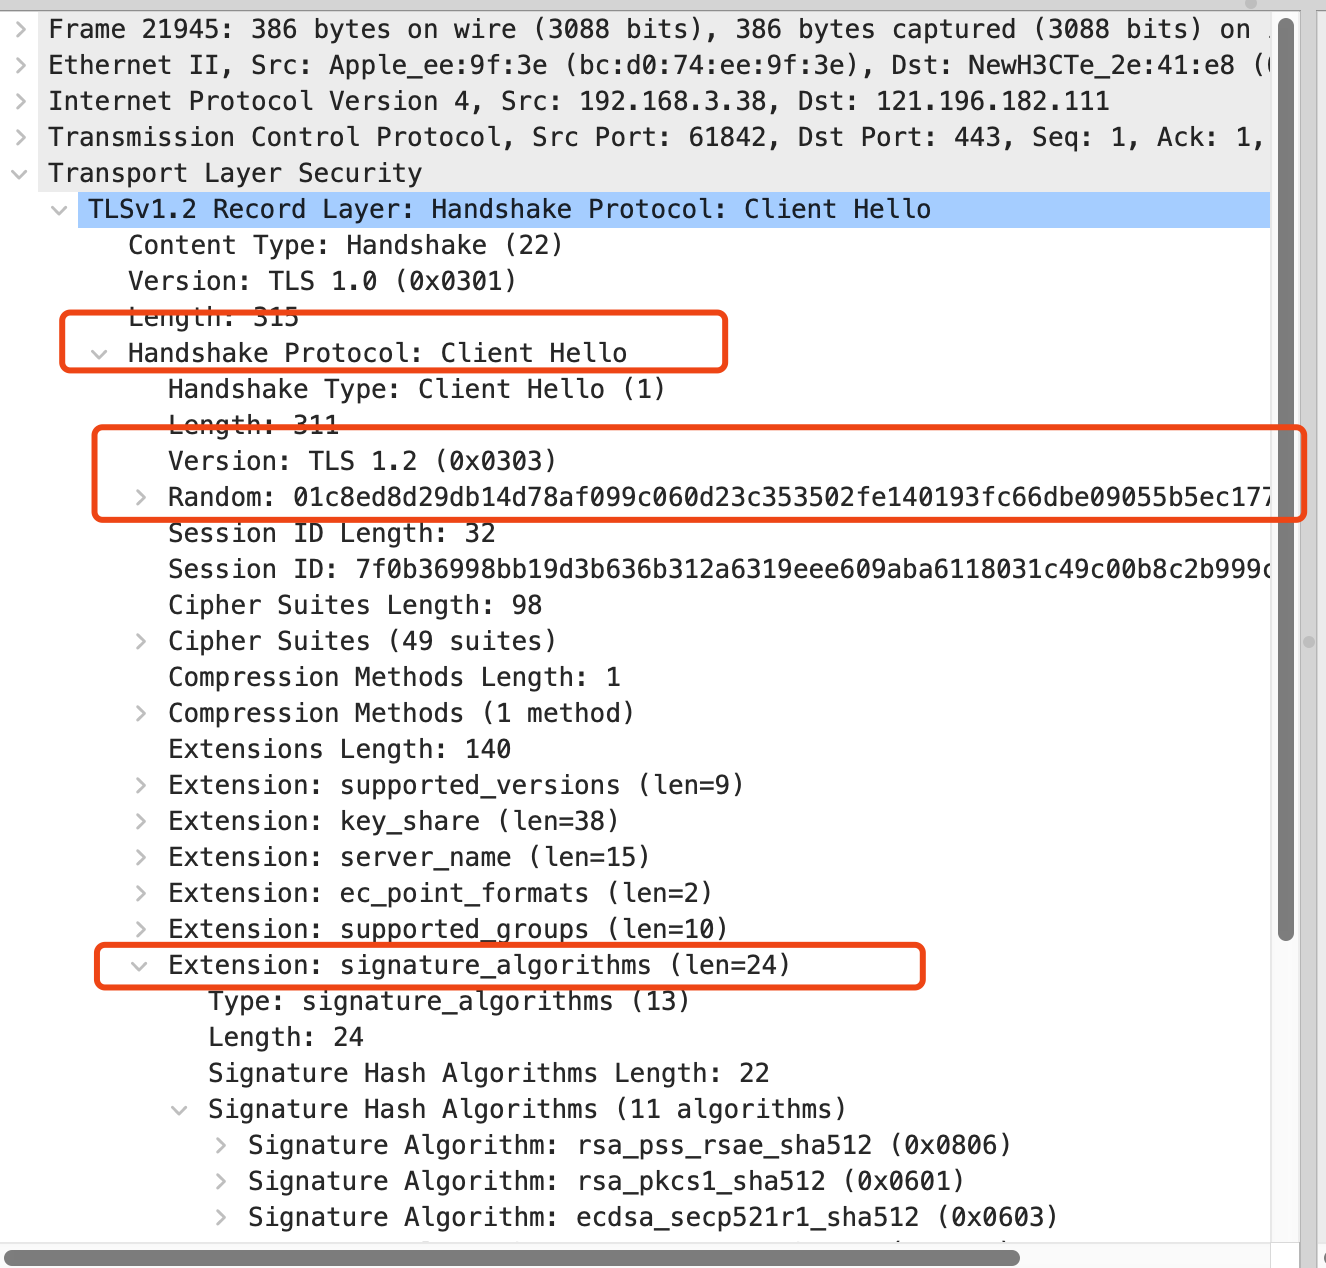 Frame 21945: 386 bytes on wire (3088 bits), 386 bytes captured (3088 bits) on
Ethernet II, Src: Apple_ee:9f:3e (bc:d0:74:ee:9f:3e), Dst: NewH3CTe_2e:41:e8 (
Internet Protocol Version 4, Src: 192.168.3.38, Dst: 121.196.182.111
Transmission Control Protocol, Src Port: 61842, Dst Port: 443, Seq: 1, Ack: 1,
Transport Layer Security
TLSv1.2 Record Layer: Handshake Protocol: Client Hello
Content Type: Handshake (22)
Version: TLS 1.0 (0x0301)
Length: 315
Handshake Protocol: Client Hello
Handshake Type: Client Hello (1)
Length: 311
Version: TLS 1.2 (0x0303)
Random: 01c8ed8d29db14d78af099c060d23c353502fe140193fc66dbe09055b5ec177
Session ID Length: 32
Session ID: 7f0b36998bb19d3b636b312a6319eee609aba6118031c49c00b8c2b999c
Cipher Suites Length: 98
Cipher Suites (49 suites)
Compression Methods Length: 1
Compression Methods (1 method)
Extensions Length: 140
Extension: supported_versions (len=9)
Extension: key_share (len=38)
Extension: server_name (len=15)
Extension: ec_point_formats (len=2)
Extension: supported_groups (len=10)
Extension: signature_algorithms (len=24)
Type: signature_algorithms (13)
Length: 24
Signature Hash Algorithms Length: 22
Signature Hash Algorithms (11 algorithms)
Signature Algorithm: rsa_pss_rsae_sha512 (0x0806)
Signature Algorithm: rsa_pkcs1_sha512 (0x0601)
Signature Algorithm: ecdsa_secp521r1_sha512 (0x0603)